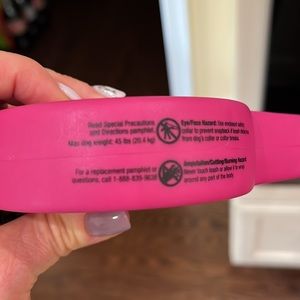 Read Special Precautions
and Directions pamphlet.
Max dog weight: 45 lbs (20.4 kg)
For a replacement pamphlet or
questions, call 1-888-835-9638
Eye/Face Hazard: Use enclosed safety
collar to prevent snapback if leash detaches
from dog's collar or collar breaks.
Amputation/Cutting/Burning Hazard
Never touch leash or allow it to wrap
around any part of the body.